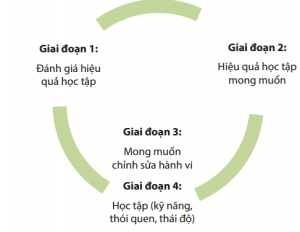 Giai đoạn 1:
Đánh giá hiệu
quả học tập
Giai đoạn 2:
Hiệu quả học tập
mong muốn
Giai đoạn 3:
Mong muốn
chỉnh sửa hành vi
Giai đoạn 4:
Học tập (kỹ năng,
thói quen, thái độ)